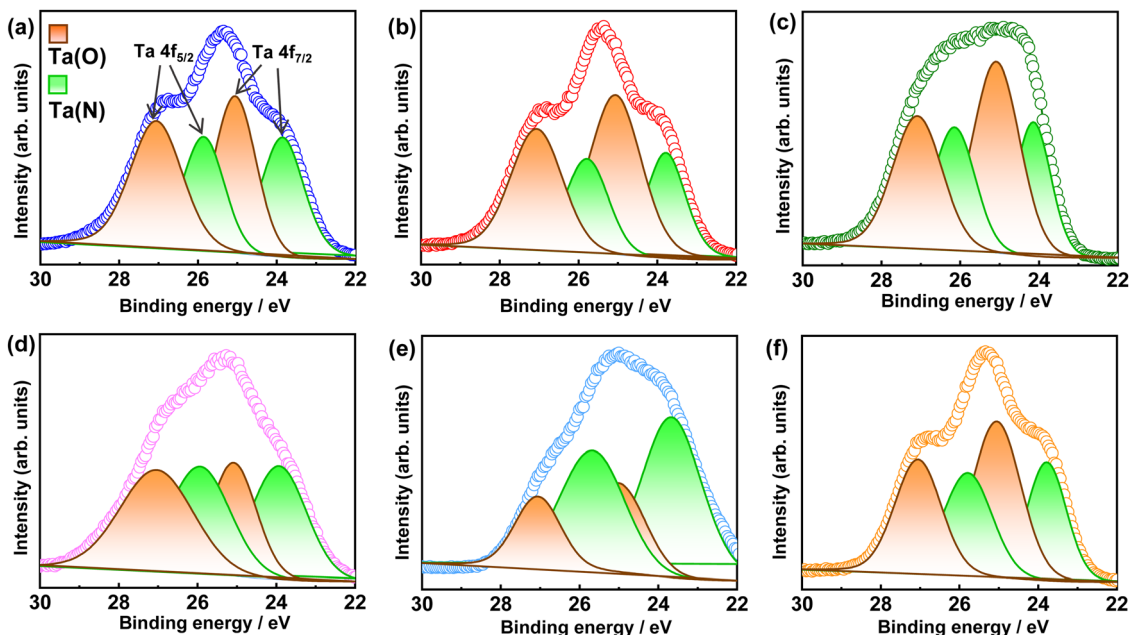 (a)
Ta(O)
Ta(N)
Ta 4f5/2
Ta 4f7/2
Intensity (arb. units)
30 28 26 24 22
Binding energy / eV
(b)
Intensity (arb. units)
30 28 26 24 22
Binding energy / eV
(c)
Intensity (arb. units)
30 28 26 24 22
Binding energy / eV
(d)
Intensity (arb. units)
30 28 26 24 22
Binding energy / eV
(e)
Intensity (arb. units)
30 28 26 24 22
Binding energy / eV
(f)
Intensity (arb. units)
30 28 26 24 22
Binding energy / eV